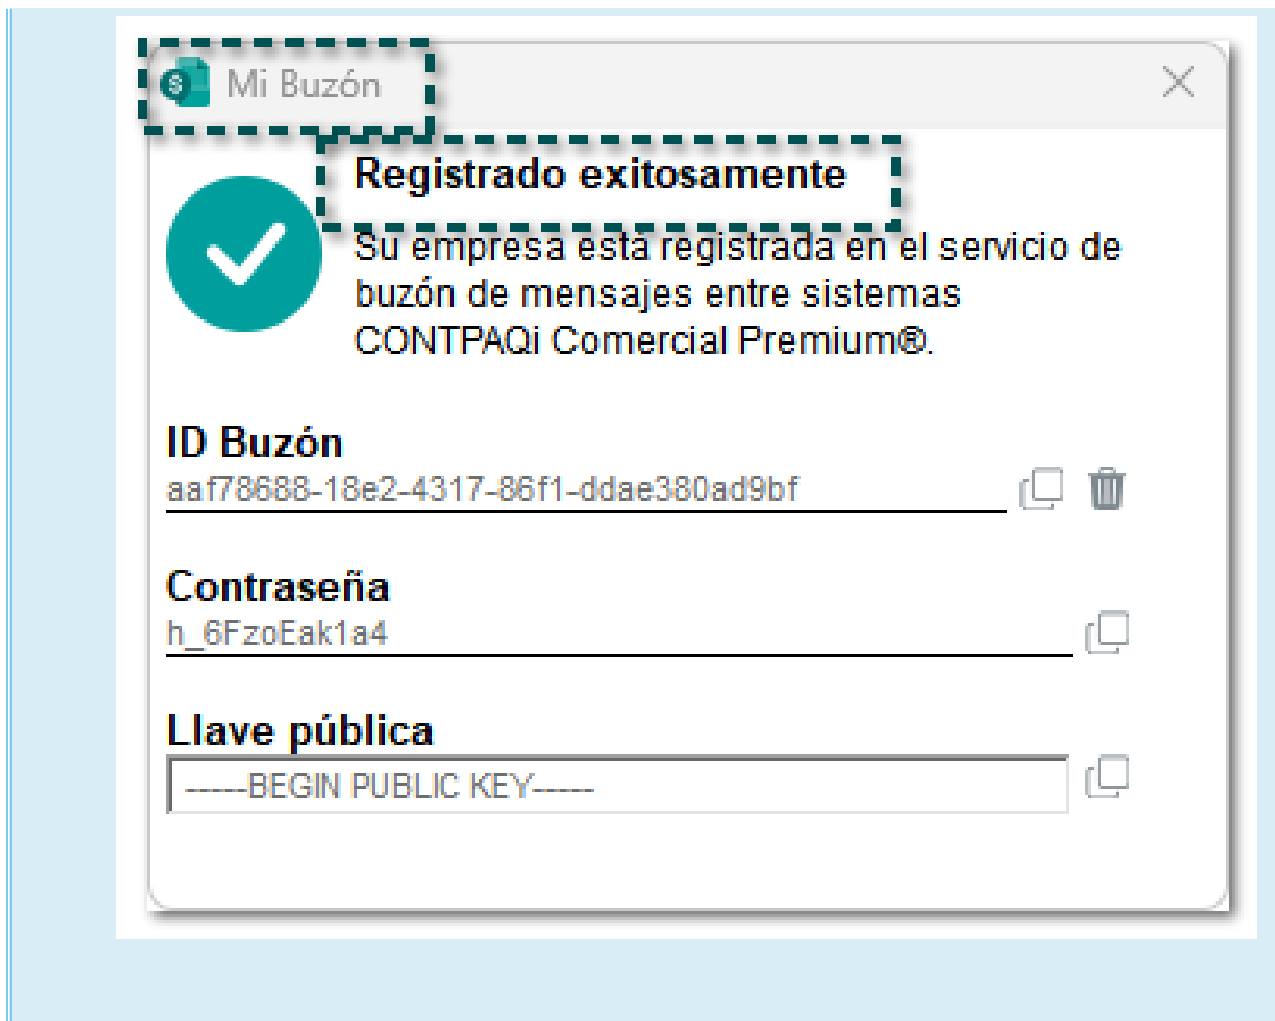 Mi Buzón
Registrado exitosamente
Su empresa está registrada en el servicio de
buzón de mensajes entre sistemas
CONTPAQi Comercial Premium®.
ID Buzón
aaf78688-18e2-4317-86f1-ddae380ad9bf
Contraseña
h_6FzoEak1a4
Llave pública
-----BEGIN PUBLIC KEY-----